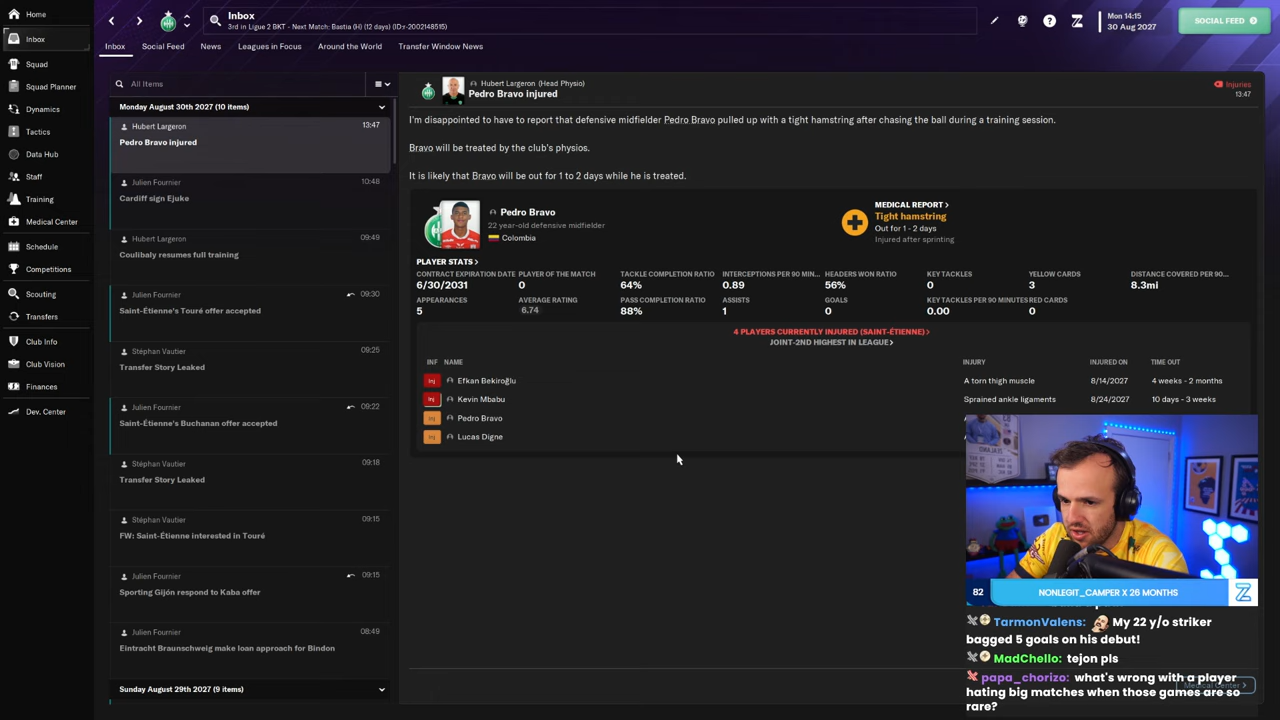 Home
Inbox
Squad
Squad Planner
Dynamics
Tactics
Data Hub
Staff
Training
Medical Center
Schedule
Competitions
Scouting
Transfers
Club Info
Club Vision
Finances
Dev. Center
Inbox
3rd in Ligue 2 BKT - Next Match: Bastia (H) (12 days) (ID:r-2002148515)
Mon 14:15
30 Aug 2027
SOCIAL FEED
Inbox Social Feed News Leagues in Focus Around the World Transfer Window News
All Items
Monday August 30th 2027 (10 items)
Hubert Largeron 13:47
Pedro Bravo injured
Julien Fournier 10:48
Cardiff sign Ejuke
Hubert Largeron 09:49
Coulibaly resumes full training
Julien Fournier 09:30
Saint-Étienne's Touré offer accepted
Stéphan Vautier 09:25
Transfer Story Leaked
Julien Fournier 09:22
Saint-Étienne's Buchanan offer accepted
Stéphan Vautier 09:18
Transfer Story Leaked
Stéphan Vautier 09:15
FW: Saint-Étienne interested in Touré
Julien Fournier 09:15
Sporting Gijón respond to Kaba offer
Julien Fournier 08:49
Eintracht Braunschweig make loan approach for Bindon
Sunday August 29th 2027 (9 items)
Hubert Largeron (Head Physio)
Pedro Bravo injured
Injuries
13:47
I'm disappointed to have to report that defensive midfielder Pedro Bravo pulled up with a tight hamstring after chasing the ball during a training session.
Bravo will be treated by the club's physios.
It is likely that Bravo will be out for 1 to 2 days while he is treated.
Pedro Bravo
22 year-old defensive midfielder
Colombia
MEDICAL REPORT >
Tight hamstring
Out for 1 - 2 days
Injured after sprinting
PLAYER STATS >
CONTRACT EXPIRATION DATE PLAYER OF THE MATCH TACKLE COMPLETION RATIO INTERCEPTIONS PER 90 MIN... HEADERS WON RATIO KEY TACKLES YELLOW CARDS DISTANCE COVERED PER 90...
6/30/2031 0 64% 0.89 56% 0 3 8.3mi
APPEARANCES AVERAGE RATING PASS COMPLETION RATIO ASSISTS GOALS KEY TACKLES PER 90 MINUTES RED CARDS
5 6.74 88% 1 0 0.00 0
4 PLAYERS CURRENTLY INJURED (SAINT-ÉTIENNE) >
JOINT-2ND HIGHEST IN LEAGUE >
INF NAME INJURY INJURED ON TIME OUT
Inj Efkan Bekiroğlu A torn thigh muscle 8/14/2027 4 weeks - 2 months
Inj Kevin Mbabu Sprained ankle ligaments 8/24/2027 10 days - 3 weeks
Inj Pedro Bravo
Inj Lucas Digne
82 NONLEGIT_CAMPER X 26 MONTHS
TarmonValens: My 22 y/o striker
bagged 5 goals on his debut!
MadChello: tejon pls
papa_chorizo: what's wrong with a player
hating big matches when those games are so
rare?
Medical Center >